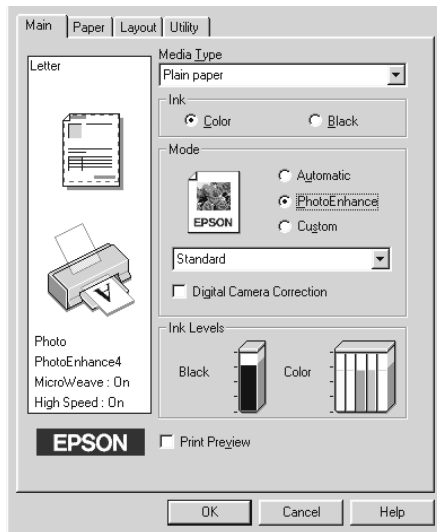 Main Paper Layout Utility
Letter
Media Type
Plain paper
Ink
Color Black
Mode
EPSON
Automatic
PhotoEnhance
Custom
Standard
Digital Camera Correction
A
Photo
PhotoEnhance4
MicroWeave : On
High Speed : On
Ink Levels
Black Color
EPSON
Print Preview
OK Cancel Help